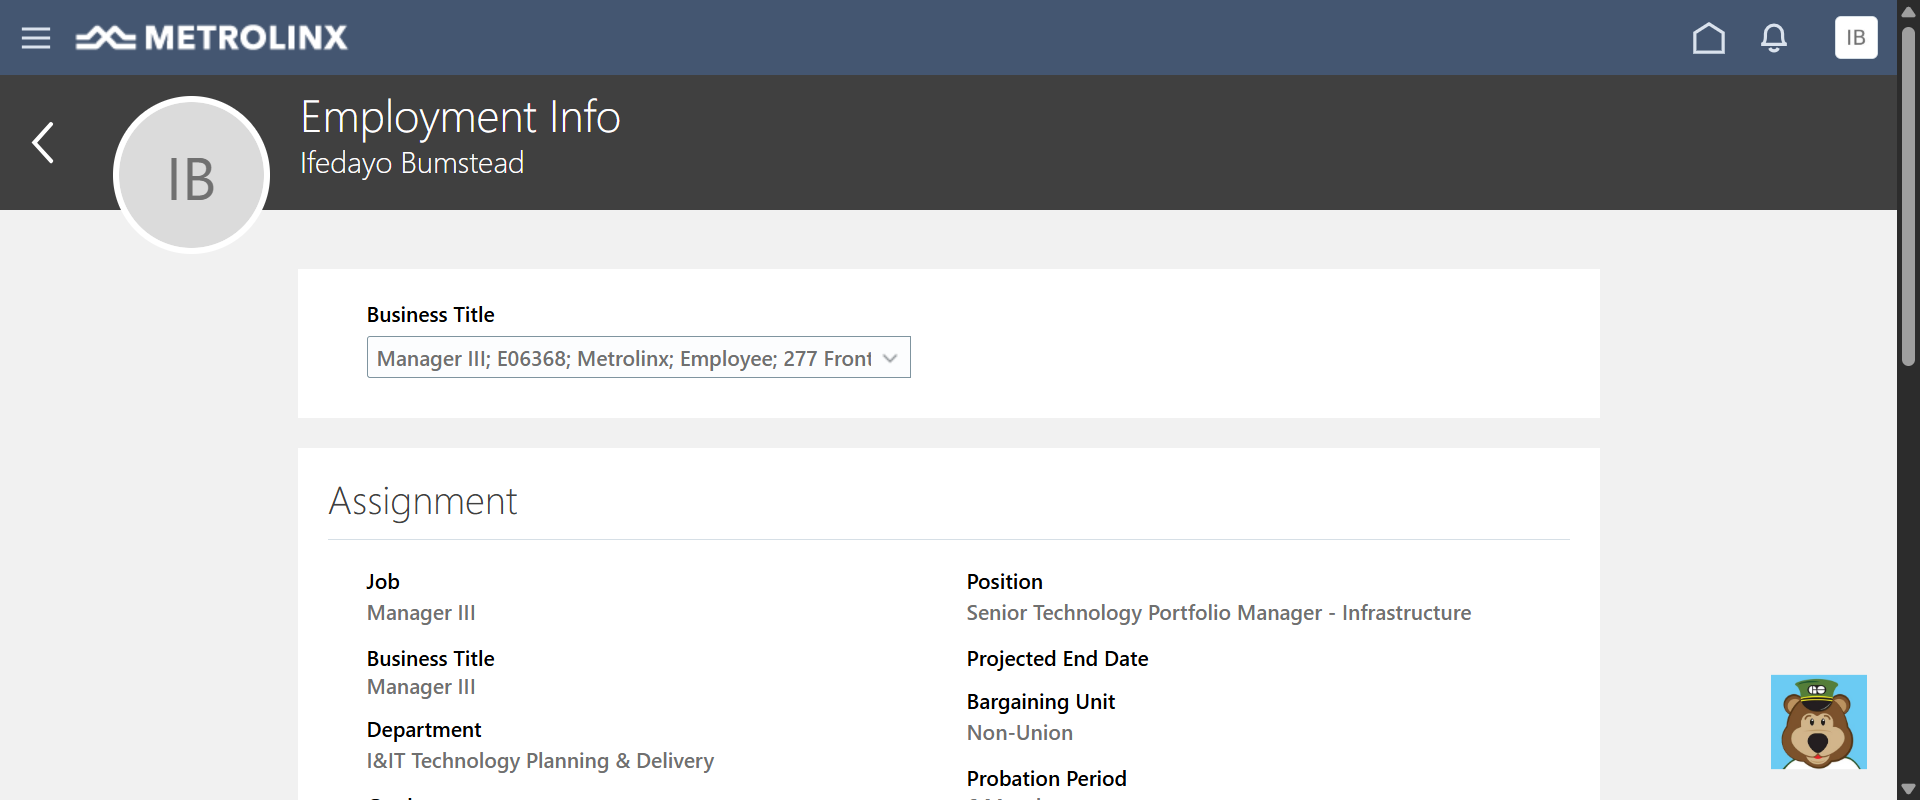 METROLINX
IB
Employment Info
Ifedayo Bumstead
IB
Business Title
Manager III; E06368; Metrolinx; Employee; 277 Front
Assignment
Job
Manager III
Position
Senior Technology Portfolio Manager - Infrastructure
Business Title
Manager III
Projected End Date
Bargaining Unit
Non-Union
Department
I&IT Technology Planning & Delivery
Probation Period
GO